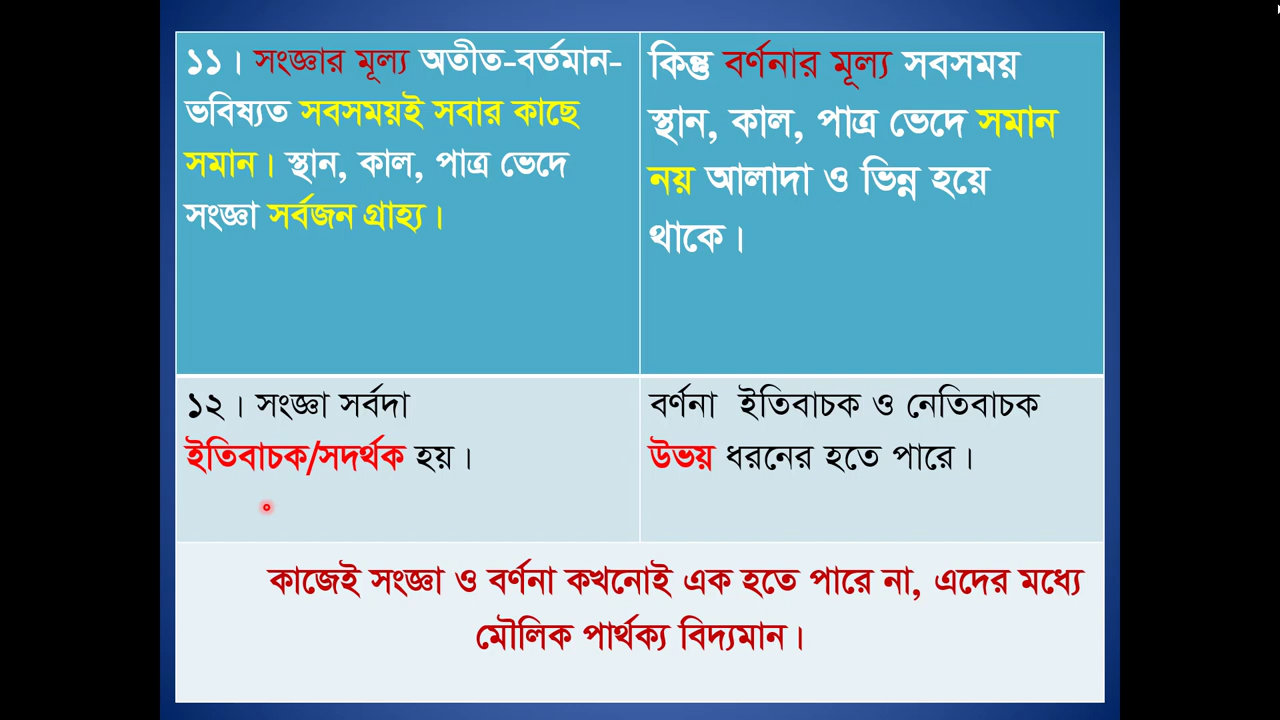 ১১। সংজ্ঞার মূল্য অতীত-বর্তমান-
ভবিষ্যত সবসময়ই সবার কাছে
সমান। স্থান, কাল, পাত্র ভেদে
সংজ্ঞা সর্বজন গ্রাহ্য।
কিন্তু বর্ণনার মূল্য সবসময়
স্থান, কাল, পাত্র ভেদে সমান
নয় আলাদা ও ভিন্ন হয়ে
থাকে।
১২। সংজ্ঞা সর্বদা
ইতিবাচক/সদর্থক হয়।
বর্ণনা ইতিবাচক ও নেতিবাচক
উভয় ধরনের হতে পারে।
কাজেই সংজ্ঞা ও বর্ণনা কখনোই এক হতে পারে না, এদের মধ্যে
মৌলিক পার্থক্য বিদ্যমান।